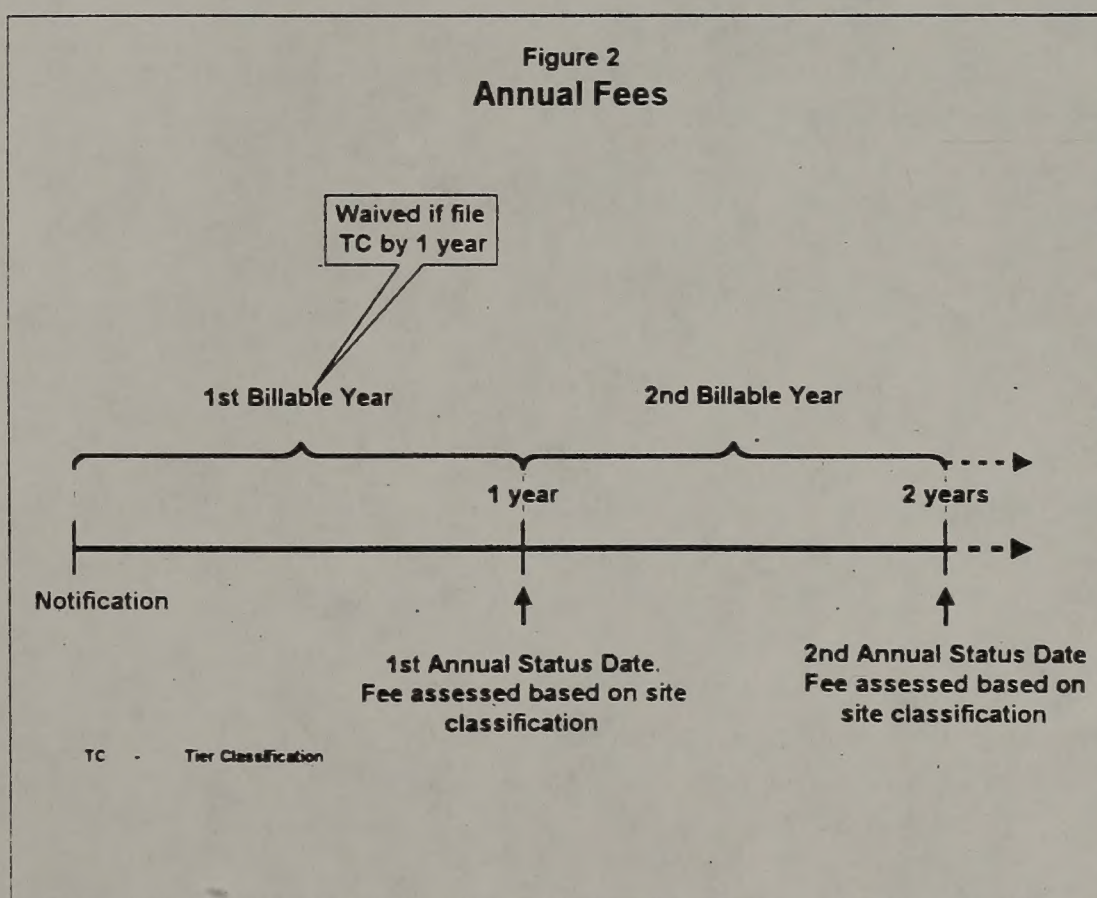 Figure 2
Annual Fees
Waived if file
TC by 1 year
1st Billable Year
2nd Billable Year
1 year
2 years
Notification
1st Annual Status Date.
Fee assessed based on site
classification
2nd Annual Status Date
Fee assessed based on
site classification
TC - Tier Classification